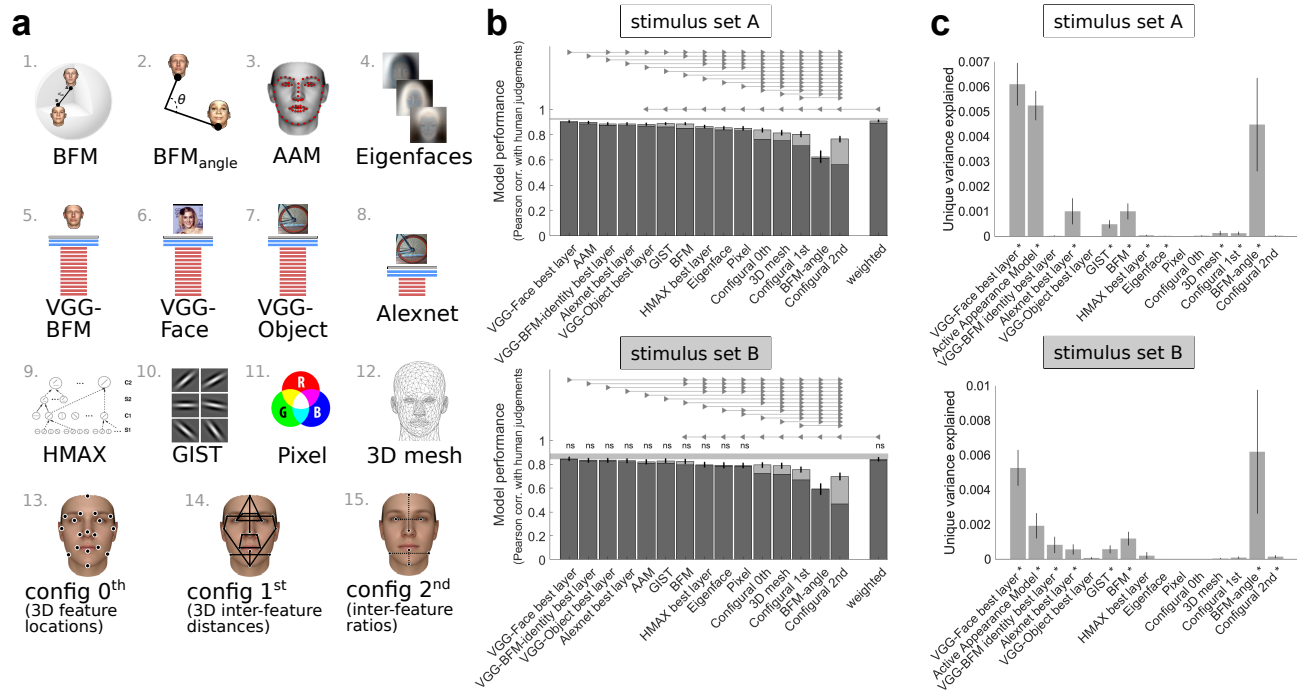 a
1.
BFM
2.
θ
BFMangle
3.
AAM
4.
Eigenfaces
5.
VGG-
BFM
6.
VGG-
Face
7.
VGG-
Object
8.
Alexnet
9.
C2
S2
C1
S1
HMAX
10.
GIST
11.
R
G
B
Pixel
12.
3D mesh
13.
config 0th
(3D feature
locations)
14.
config 1st
(3D inter-feature
distances)
15.
config 2nd
(inter-feature
ratios)
b
stimulus set A
Model performance
(Pearson corr. with human judgements)
1
0.8
0.6
0.4
0.2
0
VGG-Face best layer
AAM
VGG-BFM-identity best layer
Alexnet best layer
VGG-Object best layer
GIST
BFM
HMAX best layer
Eigenface
Pixel
Configural 0th
3D mesh
Configural 1st
BFM-angle
Configural 2nd
weighted
stimulus set B
Model performance
(Pearson corr. with human judgements)
1
0.8
0.6
0.4
0.2
0
ns ns ns ns ns ns ns ns ns ns
VGG-Face best layer
VGG-BFM-identity best layer
VGG-Object best layer
Alexnet best layer
AAM
GIST
BFM
HMAX best layer
Eigenface
Pixel
Configural 0th
3D mesh
Configural 1st
BFM-angle
Configural 2nd
weighted
c
stimulus set A
Unique variance explained
0.007
0.006
0.005
0.004
0.003
0.002
0.001
0
VGG-Face best layer*
Active Appearance Model*
VGG-BFM identity best layer
Alexnet best layer*
VGG-Object best layer
GIST*
BFM*
HMAX best layer*
Eigenface*
Pixel
Configural 0th
3D mesh*
Configural 1st*
BFM-angle*
Configural 2nd
stimulus set B
Unique variance explained
0.01
0.008
0.006
0.004
0.002
0
VGG-Face best layer*
Active Appearance Model*
VGG-BFM identity best layer*
Alexnet best layer*
VGG-Object best layer
GIST*
BFM*
HMAX best layer
Eigenface
Pixel
Configural 0th
3D mesh
Configural 1st
BFM-angle*
Configural 2nd*